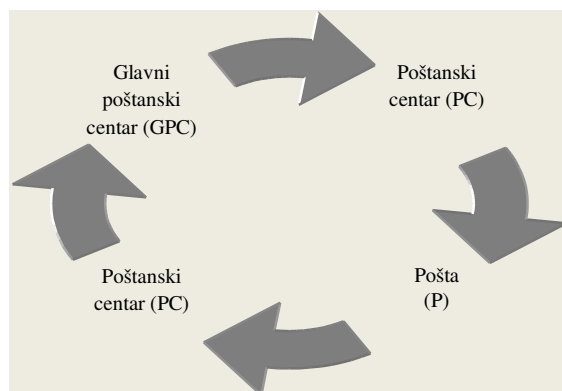 Glavni
poštanski
centar (GPC)
Poštanski
centar (PC)
Pošta
(P)
Poštanski
centar (PC)